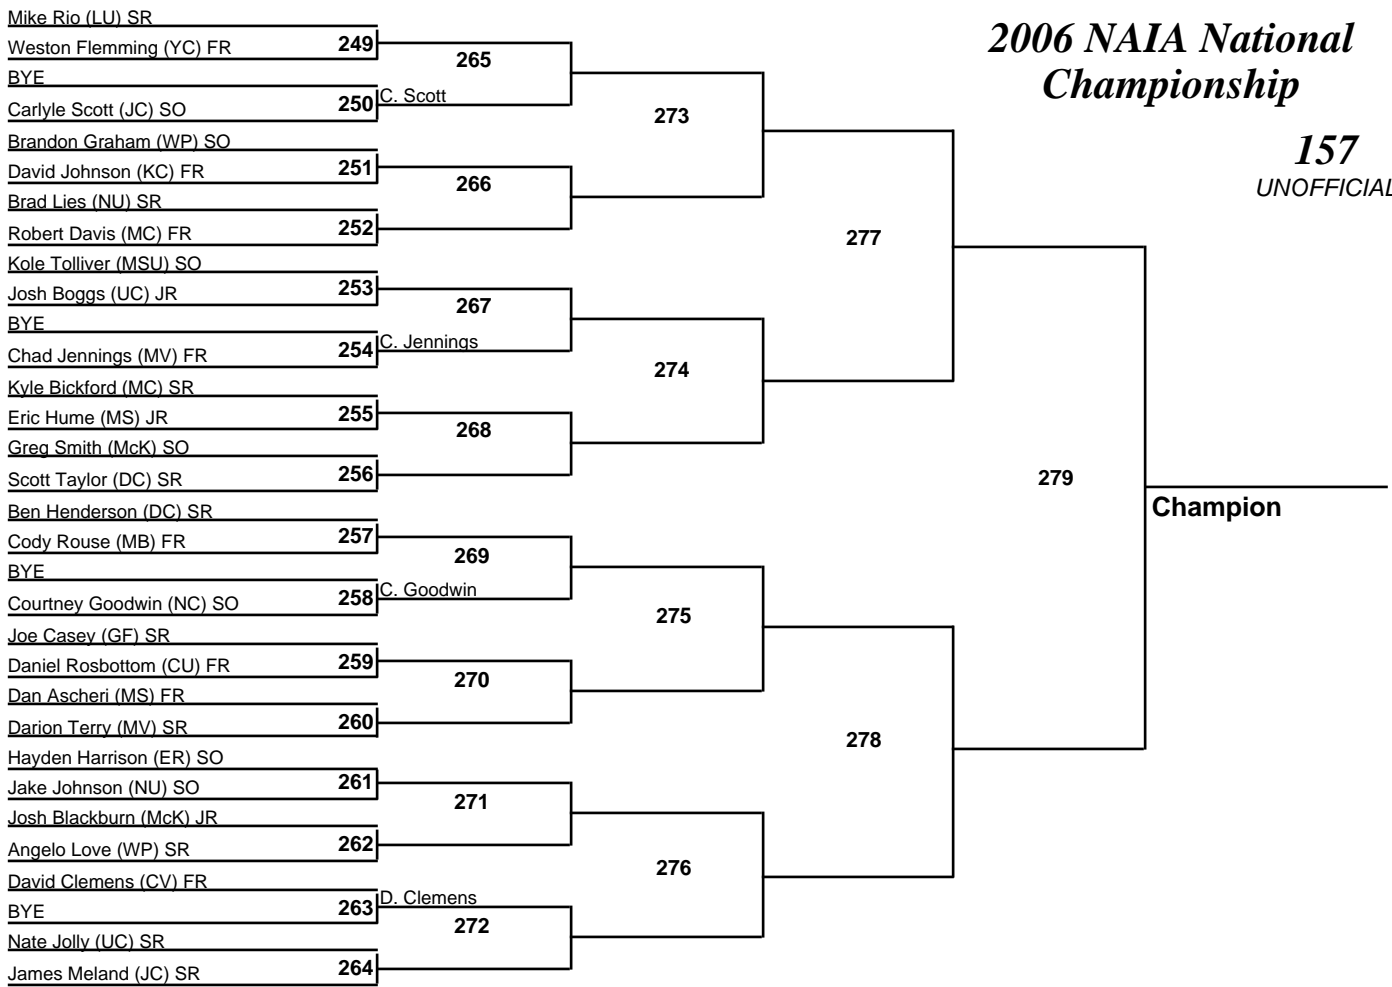 Mike Rio (LU) SR
2006 NAIA National
Championship
Weston Flemming (YC) FR 249
265
BYE
Carlyle Scott (JC) SO 250 C. Scott
273
Brandon Graham (WP) SO
157
UNOFFICIAL
David Johnson (KC) FR 251
266
Brad Lies (NU) SR
Robert Davis (MC) FR 252
277
Kole Tolliver (MSU) SO
Josh Boggs (UC) JR 253
267
BYE
Chad Jennings (MV) FR 254 C. Jennings
274
Kyle Bickford (MC) SR
Eric Hume (MS) JR 255
268
Greg Smith (McK) SO
Scott Taylor (DC) SR 256
279
Champion
Ben Henderson (DC) SR
Cody Rouse (MB) FR 257
269
BYE
Courtney Goodwin (NC) SO 258 C. Goodwin
275
Joe Casey (GF) SR
Daniel Rosbottom (CU) FR 259
270
Dan Ascheri (MS) FR
Darion Terry (MV) SR 260
278
Hayden Harrison (ER) SO
Jake Johnson (NU) SO 261
271
Josh Blackburn (McK) JR
Angelo Love (WP) SR 262
276
David Clemens (CV) FR
BYE 263 D. Clemens
272
Nate Jolly (UC) SR
James Meland (JC) SR 264